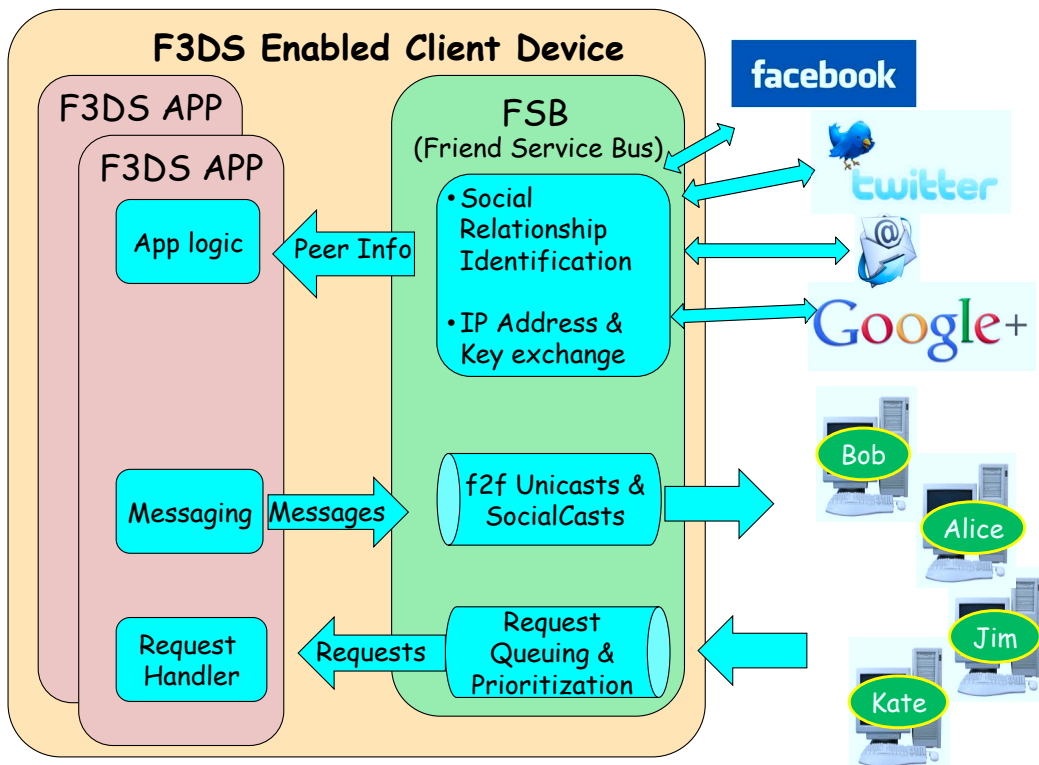 F3DS Enabled Client Device
F3DS APP
F3DS APP
App logic
Messaging
Request
Handler
Peer Info
Messages
Requests
FSB
(Friend Service Bus)
• Social
Relationship
Identification
• IP Address &
Key exchange
f2f Unicasts &
SocialCasts
Request
Queuing &
Prioritization
facebook
twitter
@
Google+
Bob
Alice
Jim
Kate